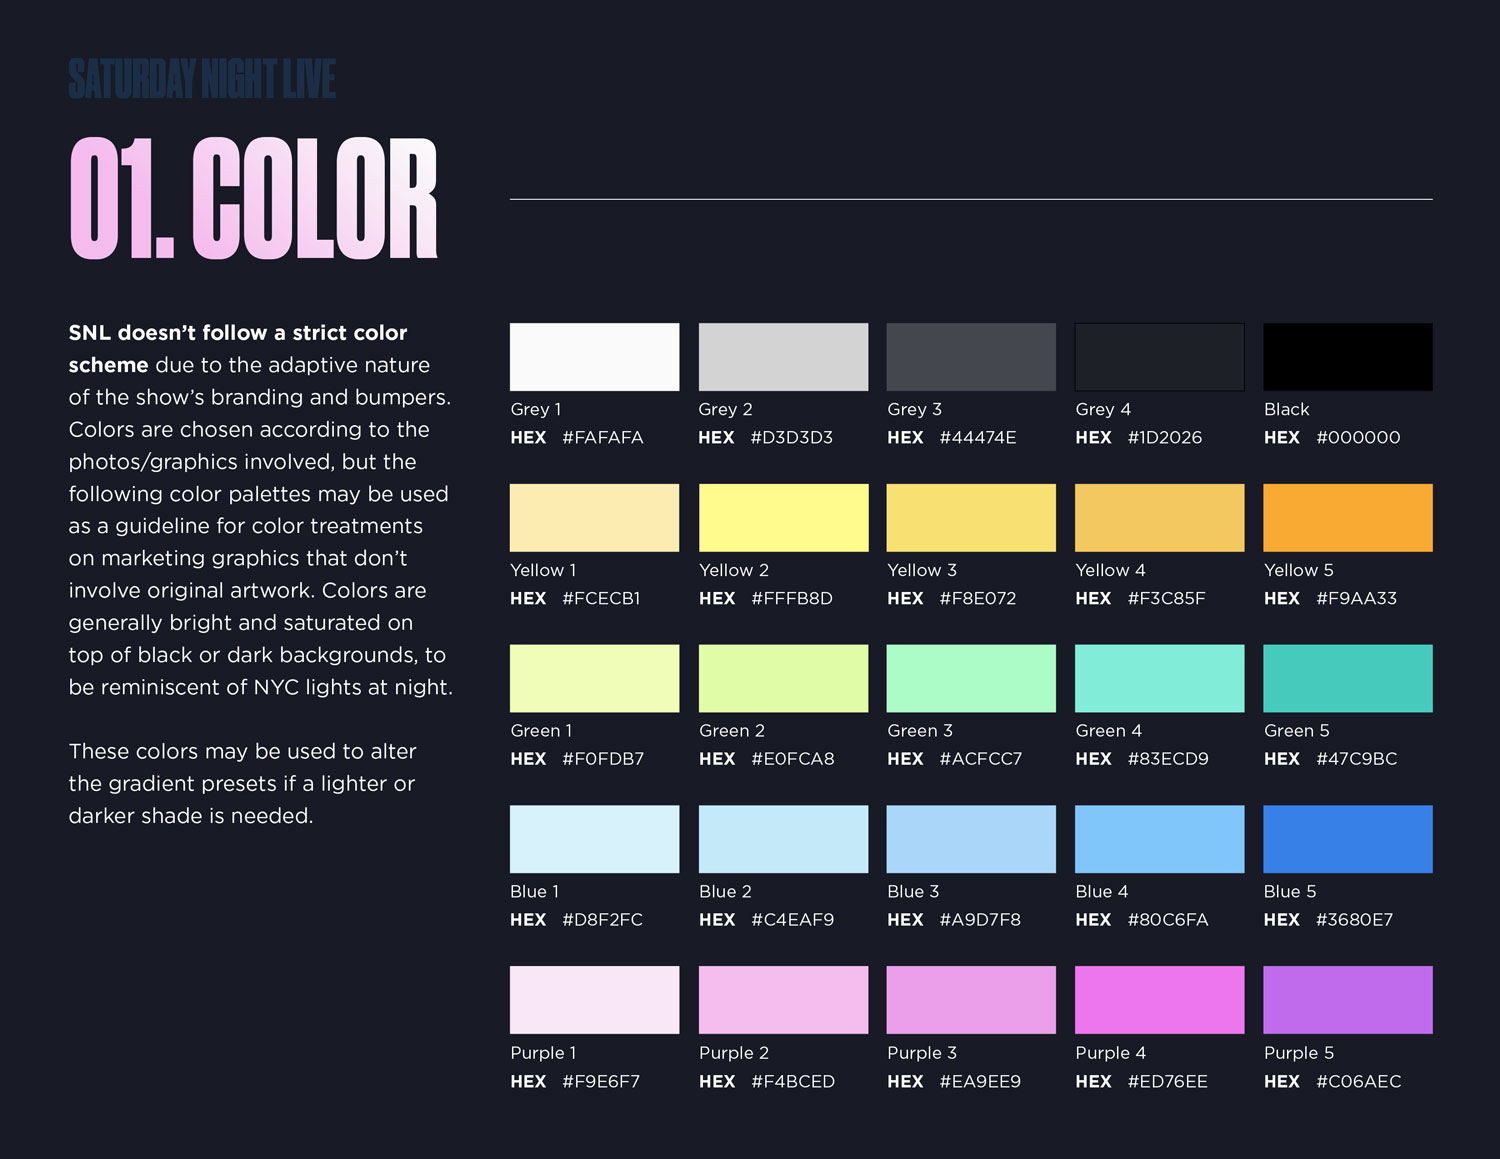 SATURDAY NIGHT LIVE
01. COLOR
SNL doesn’t follow a strict color
scheme due to the adaptive nature
of the show’s branding and bumpers.
Colors are chosen according to the
photos/graphics involved, but the
following color palettes may be used
as a guideline for color treatments
on marketing graphics that don’t
involve original artwork. Colors are
generally bright and saturated on
top of black or dark backgrounds, to
be reminiscent of NYC lights at night.
These colors may be used to alter
the gradient presets if a lighter or
darker shade is needed.
Grey 1 Grey 2 Grey 3 Grey 4 Black
HEX #FAFAFA HEX #D3D3D3 HEX #44474E HEX #1D2026 HEX #000000
Yellow 1 Yellow 2 Yellow 3 Yellow 4 Yellow 5
HEX #FCECB1 HEX #FFFB8D HEX #F8E072 HEX #F3C85F HEX #F9AA33
Green 1 Green 2 Green 3 Green 4 Green 5
HEX #F0FDB7 HEX #E0FCA8 HEX #ACFCC7 HEX #83ECD9 HEX #47C9BC
Blue 1 Blue 2 Blue 3 Blue 4 Blue 5
HEX #D8F2FC HEX #C4EAF9 HEX #A9D7F8 HEX #80C6FA HEX #3680E7
Purple 1 Purple 2 Purple 3 Purple 4 Purple 5
HEX #F9E6F7 HEX #F4BCED HEX #EA9EE9 HEX #ED76EE HEX #C06AEC